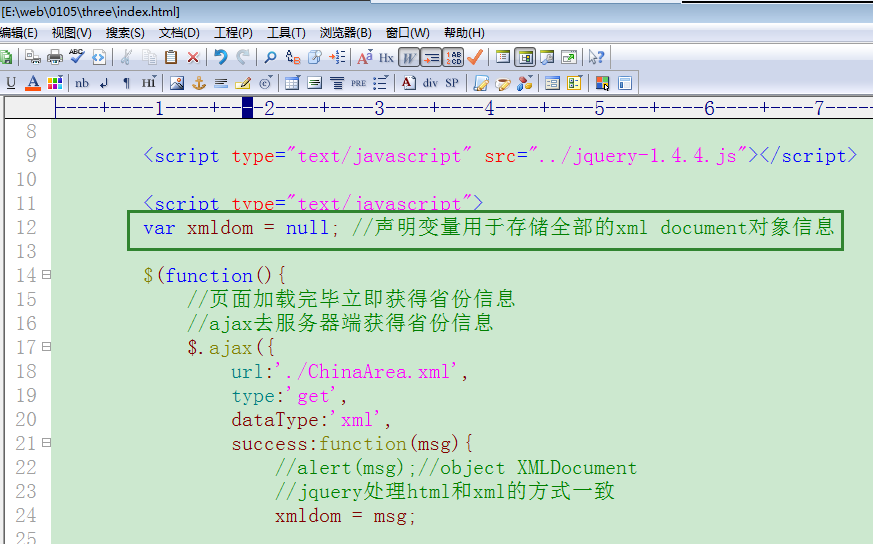 [E:\web\0105\three\index.html]
编辑(E) 视图(V) 搜索(S) 文档(D) 工程(P) 工具(T) 浏览器(B) 窗口(W) 帮助(H)
ABC Hx W 1AB 2CD
U A nb ¶ HI PRE A div SP
----+----1----+----2----+----3----+----4----+----5----+----6----+----7----
8
9 <script type="text/javascript" src="../jquery-1.4.4.js"></script>
10
11 <script type="text/javascript">
12 var xmldom = null; //声明变量用于存储全部的xml document对象信息
13
14 $(function(){
15 //页面加载完毕立即获得省份信息
16 //ajax去服务器端获得省份信息
17 $.ajax({
18 url:'./ChinaArea.xml',
19 type:'get',
20 dataType:'xml',
21 success:function(msg){
22 //alert(msg);//object XMLDocument
23 //jquery处理html和xml的方式一致
24 xmldom = msg;
25